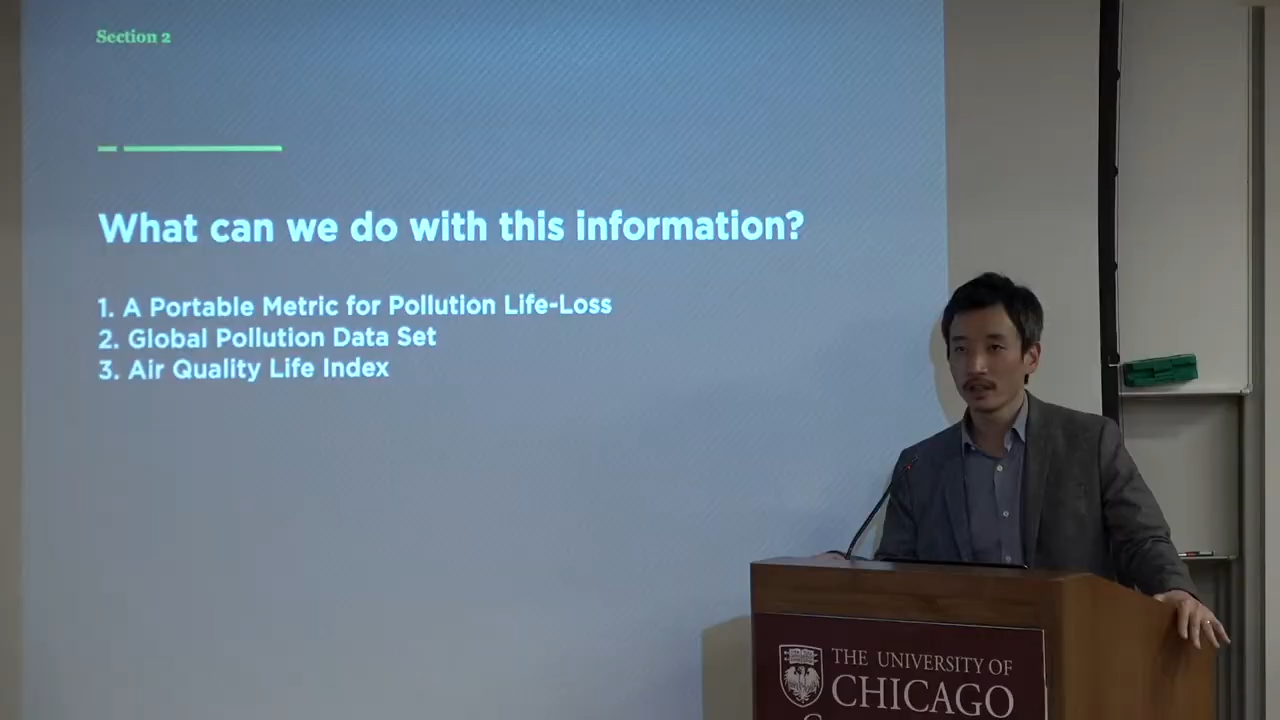 Section 2
What can we do with this information?
1. A Portable Metric for Pollution Life-Loss
2. Global Pollution Data Set
3. Air Quality Life Index
THE UNIVERSITY OF
CHICAGO